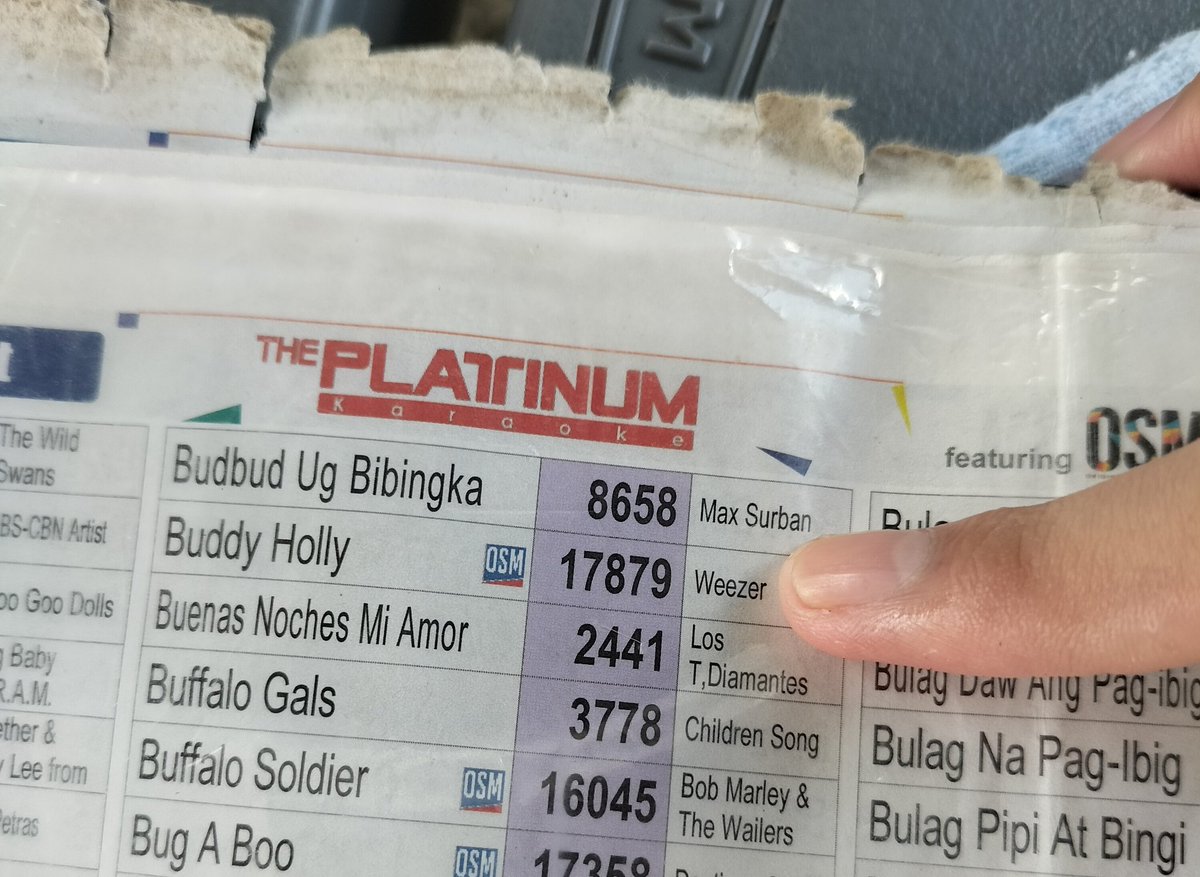 THE PLATINUM
karaoke
featuring OSM
The Wild
Swans
BS-CBN Artist
oo Goo Dolls
g Baby
R.A.M.
ether &
y Lee from
Petras
Budbud Ug Bibingka 8658 Max Surban
Buddy Holly OSM 17879 Weezer
Buenas Noches Mi Amor 2441 Los
T,Diamantes
Buffalo Gals 3778 Children Song
Buffalo Soldier OSM 16045 Bob Marley &
The Wailers
Bug A Boo OSM 17358
Bulag Daw Ang Pag-ibig
Bulag Na Pag-Ibig
Bulag Pipi At Bingi